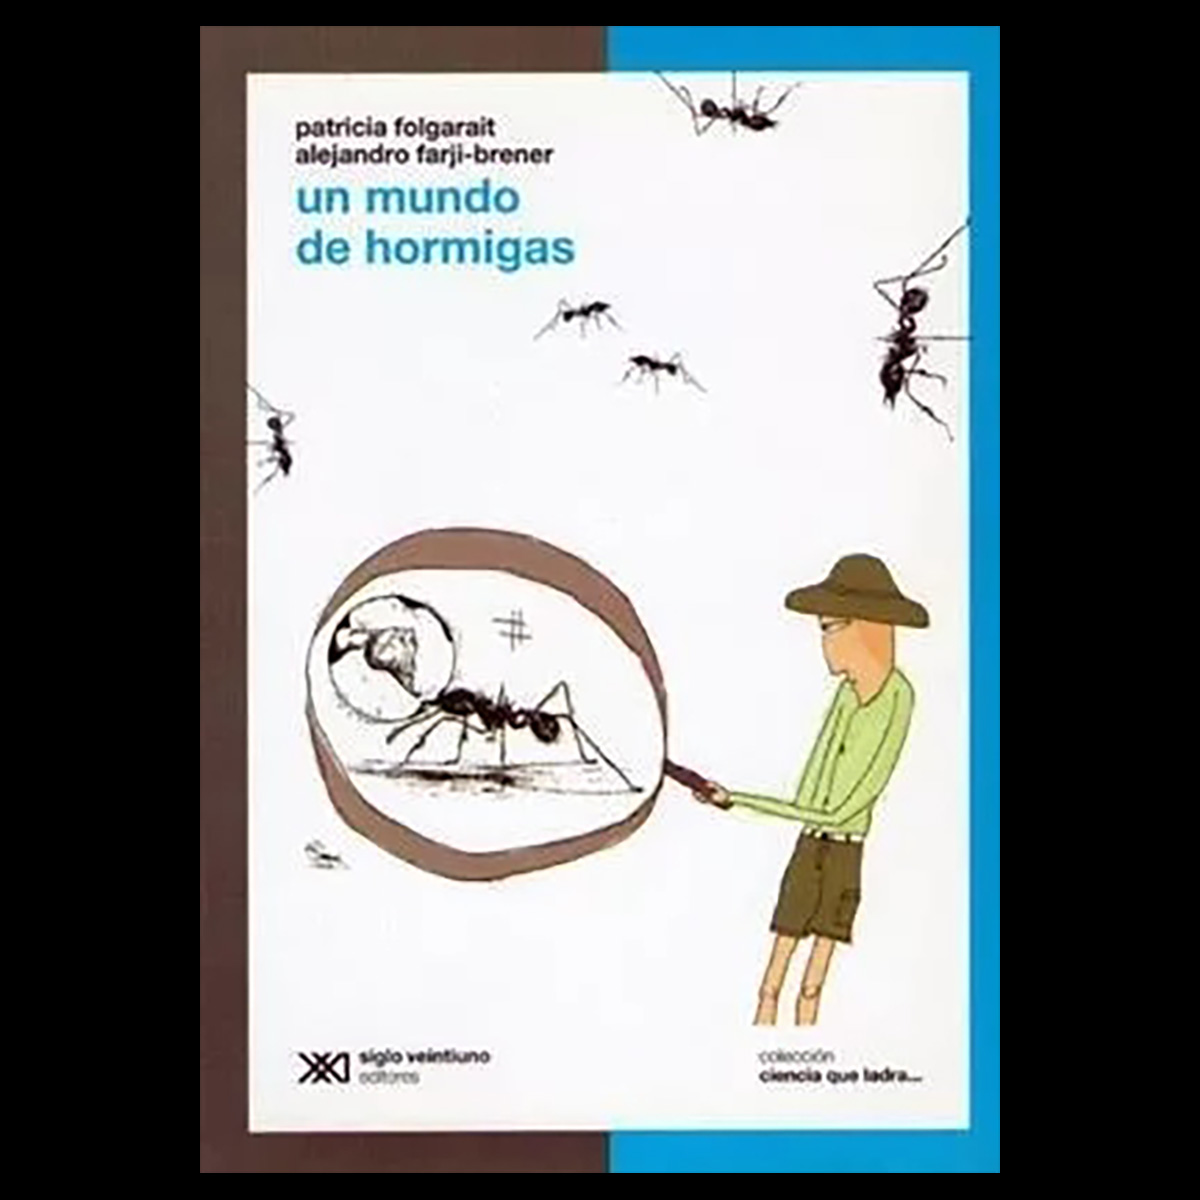 patricia folgarait
alejandro farji-brener
un mundo
de hormigas
siglo veintiuno
editores
colección
ciencia que ladra...